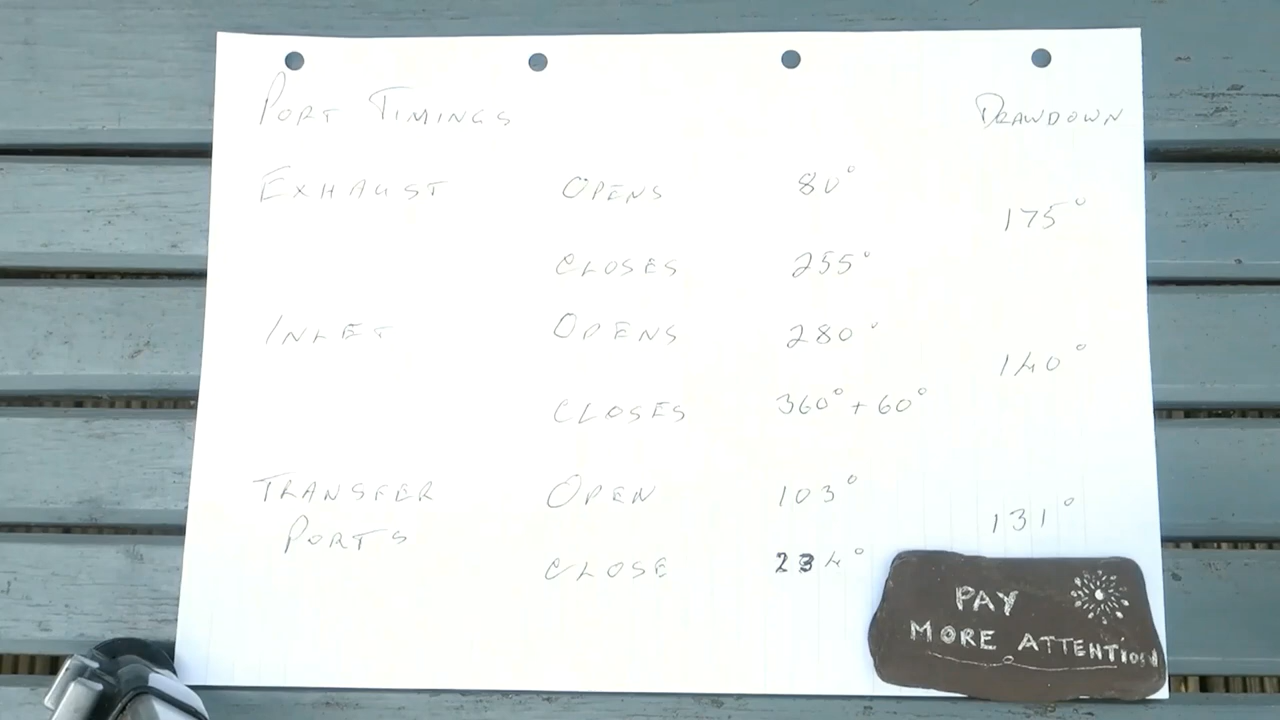 PORT TIMINGS DRAWDOWN
EXHAUST OPENS 80°
175°
CLOSES 255°
INLET OPENS 280°
140°
CLOSES 360° + 60°
TRANSFER OPEN 103°
131°
PORTS
CLOSE 234°
PAY
MORE ATTENTION